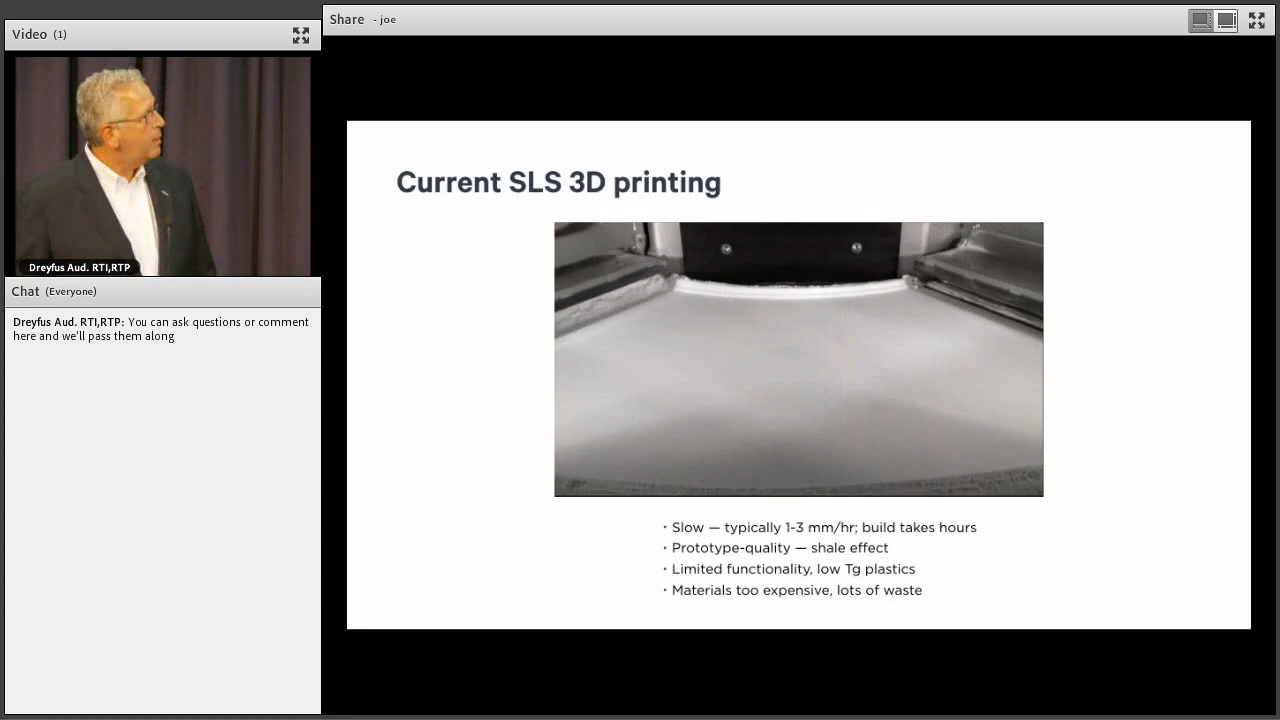 Video (1)
Share - joe
Dreyfus Aud. RTI,RTP
Chat (Everyone)
Dreyfus Aud. RTI,RTP: You can ask questions or comment
here and we'll pass them along
Current SLS 3D printing
· Slow — typically 1-3 mm/hr; build takes hours
· Prototype-quality — shale effect
· Limited functionality, low Tg plastics
· Materials too expensive, lots of waste